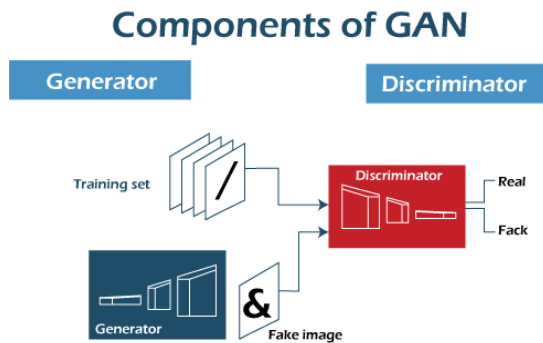 Components of GAN
Generator
Discriminator
Training set
/
Discriminator
Real
Fack
Generator
&
Fake image